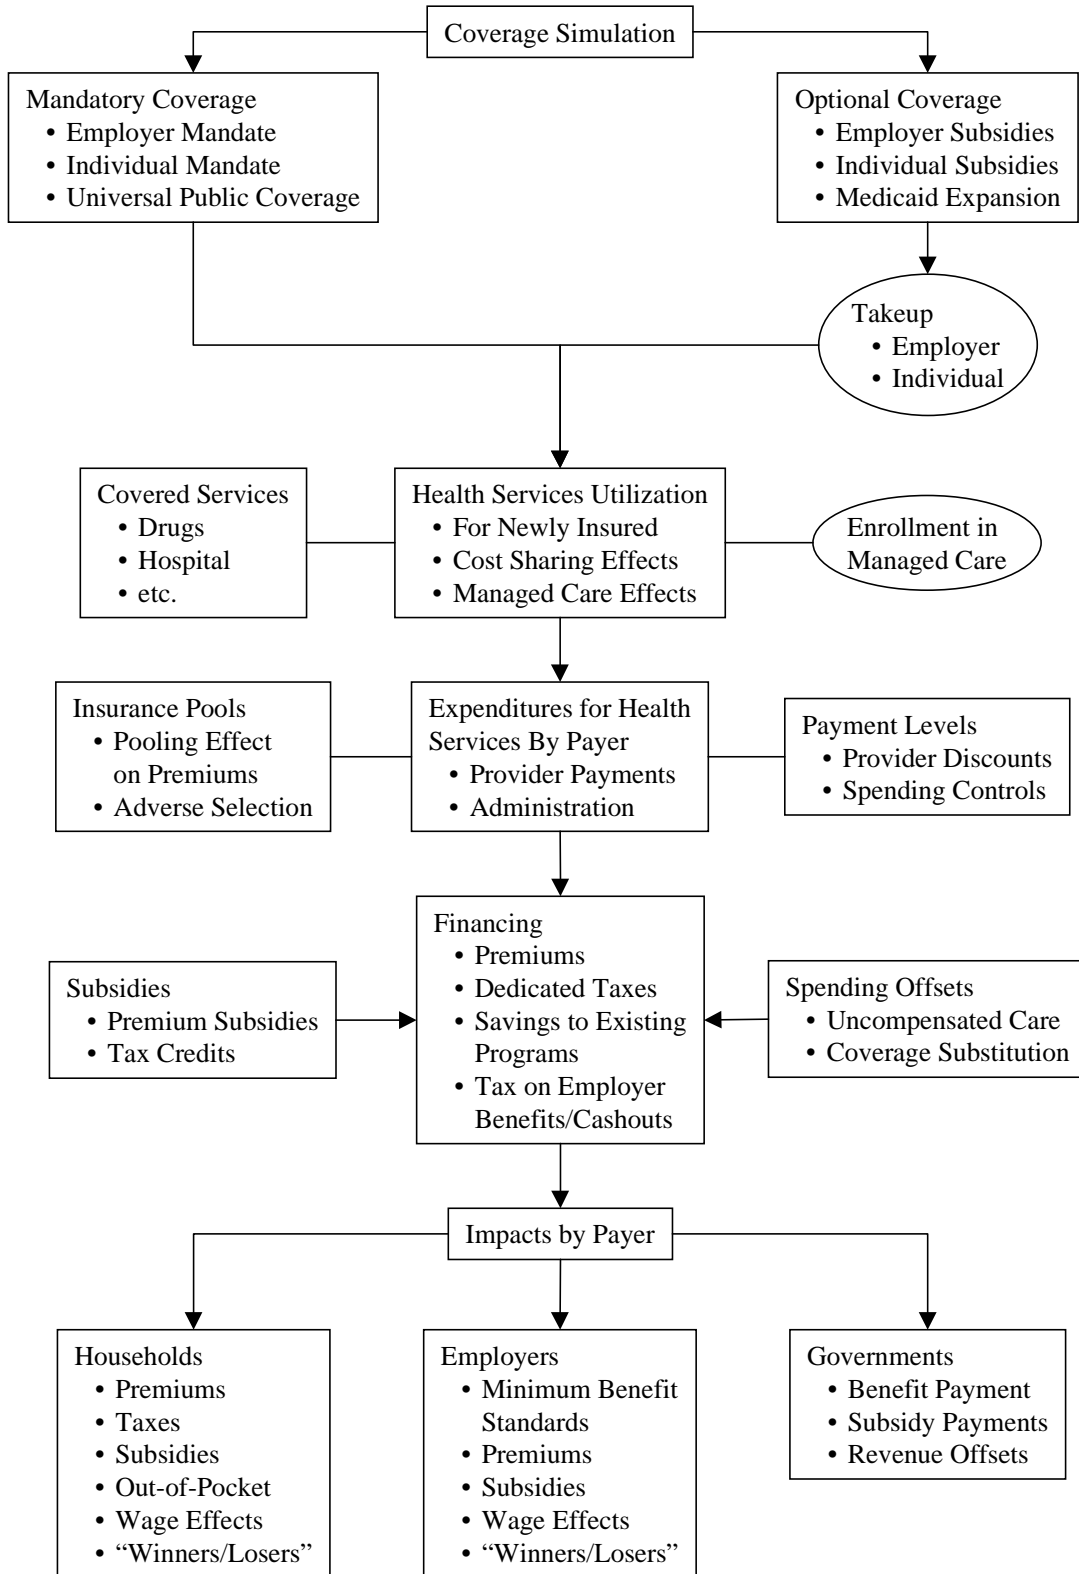 Coverage Simulation
Mandatory Coverage
• Employer Mandate
• Individual Mandate
• Universal Public Coverage
Optional Coverage
• Employer Subsidies
• Individual Subsidies
• Medicaid Expansion
Takeup
• Employer
• Individual
Covered Services
• Drugs
• Hospital
• etc.
Health Services Utilization
• For Newly Insured
• Cost Sharing Effects
• Managed Care Effects
Enrollment in
Managed Care
Insurance Pools
• Pooling Effect
on Premiums
• Adverse Selection
Expenditures for Health
Services By Payer
• Provider Payments
• Administration
Payment Levels
• Provider Discounts
• Spending Controls
Subsidies
• Premium Subsidies
• Tax Credits
Financing
• Premiums
• Dedicated Taxes
• Savings to Existing
Programs
• Tax on Employer
Benefits/Cashouts
Spending Offsets
• Uncompensated Care
• Coverage Substitution
Impacts by Payer
Households
• Premiums
• Taxes
• Subsidies
• Out-of-Pocket
• Wage Effects
• “Winners/Losers”
Employers
• Minimum Benefit
Standards
• Premiums
• Subsidies
• Wage Effects
• “Winners/Losers”
Governments
• Benefit Payment
• Subsidy Payments
• Revenue Offsets